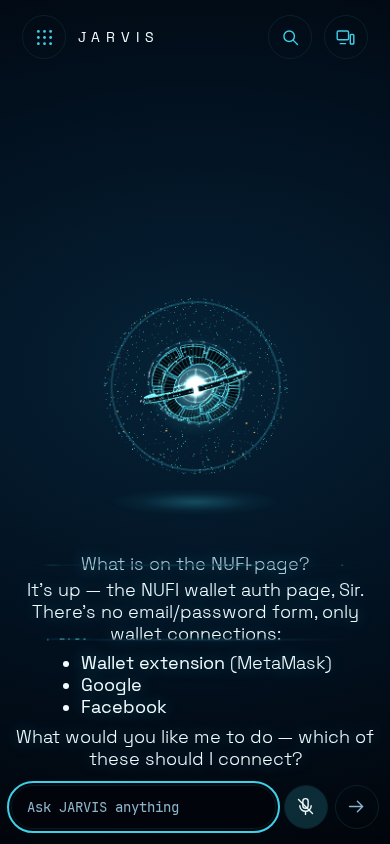 JARVIS
What is on the NUFI page?
It's up — the NUFI wallet auth page, Sir.
There's no email/password form, only
wallet connections:
• Wallet extension (MetaMask)
• Google
• Facebook
What would you like me to do — which of
these should I connect?
Ask JARVIS anything